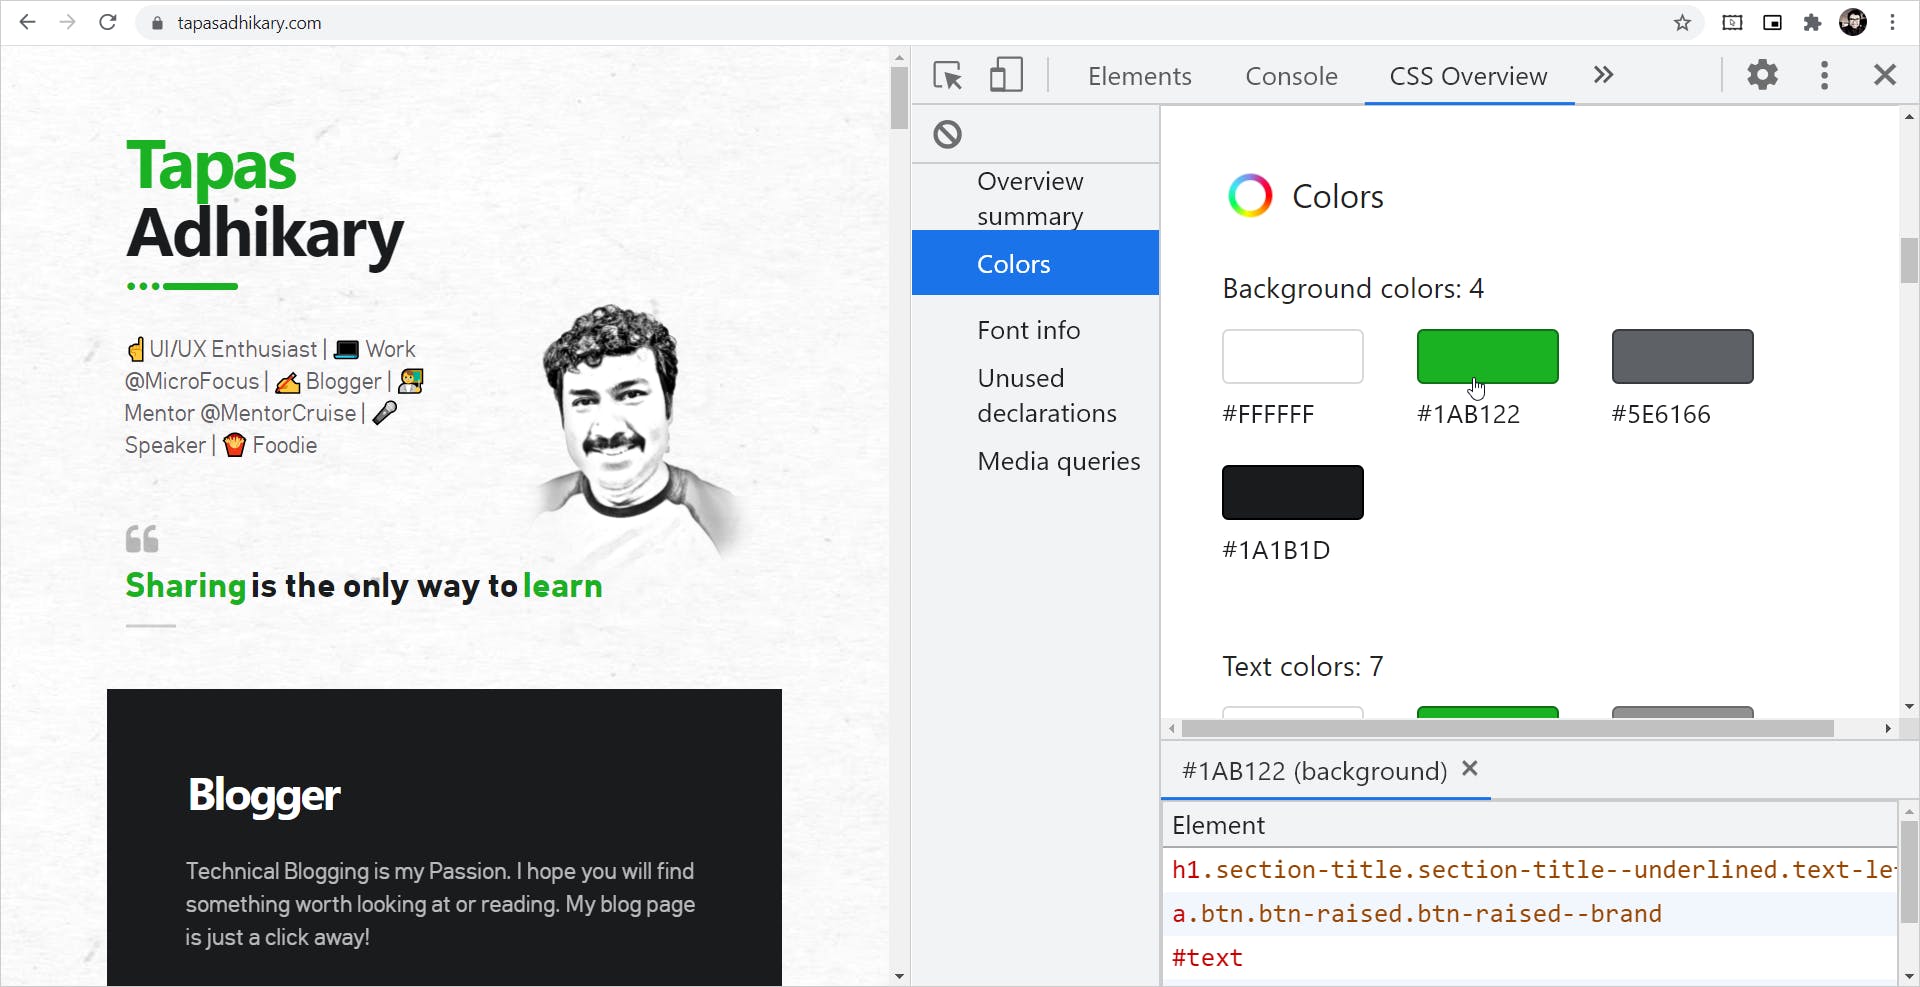 tapasadhikary.com
Tapas
Adhikary
UI/UX Enthusiast | Work
@MicroFocus | Blogger |
Mentor @MentorCruise |
Speaker | Foodie
Sharing is the only way to learn
Blogger
Technical Blogging is my Passion. I hope you will find
something worth looking at or reading. My blog page
is just a click away!
Elements
Console
CSS Overview
Overview
summary
Colors
Font info
Unused
declarations
Media queries
Colors
Background colors: 4
#FFFFFF
#1AB122
#5E6166
#1A1B1D
Text colors: 7
#1AB122 (background)
Element
h1.section-title.section-title--underlined.text-le
a.btn.btn-raised.btn-raised--brand
#text